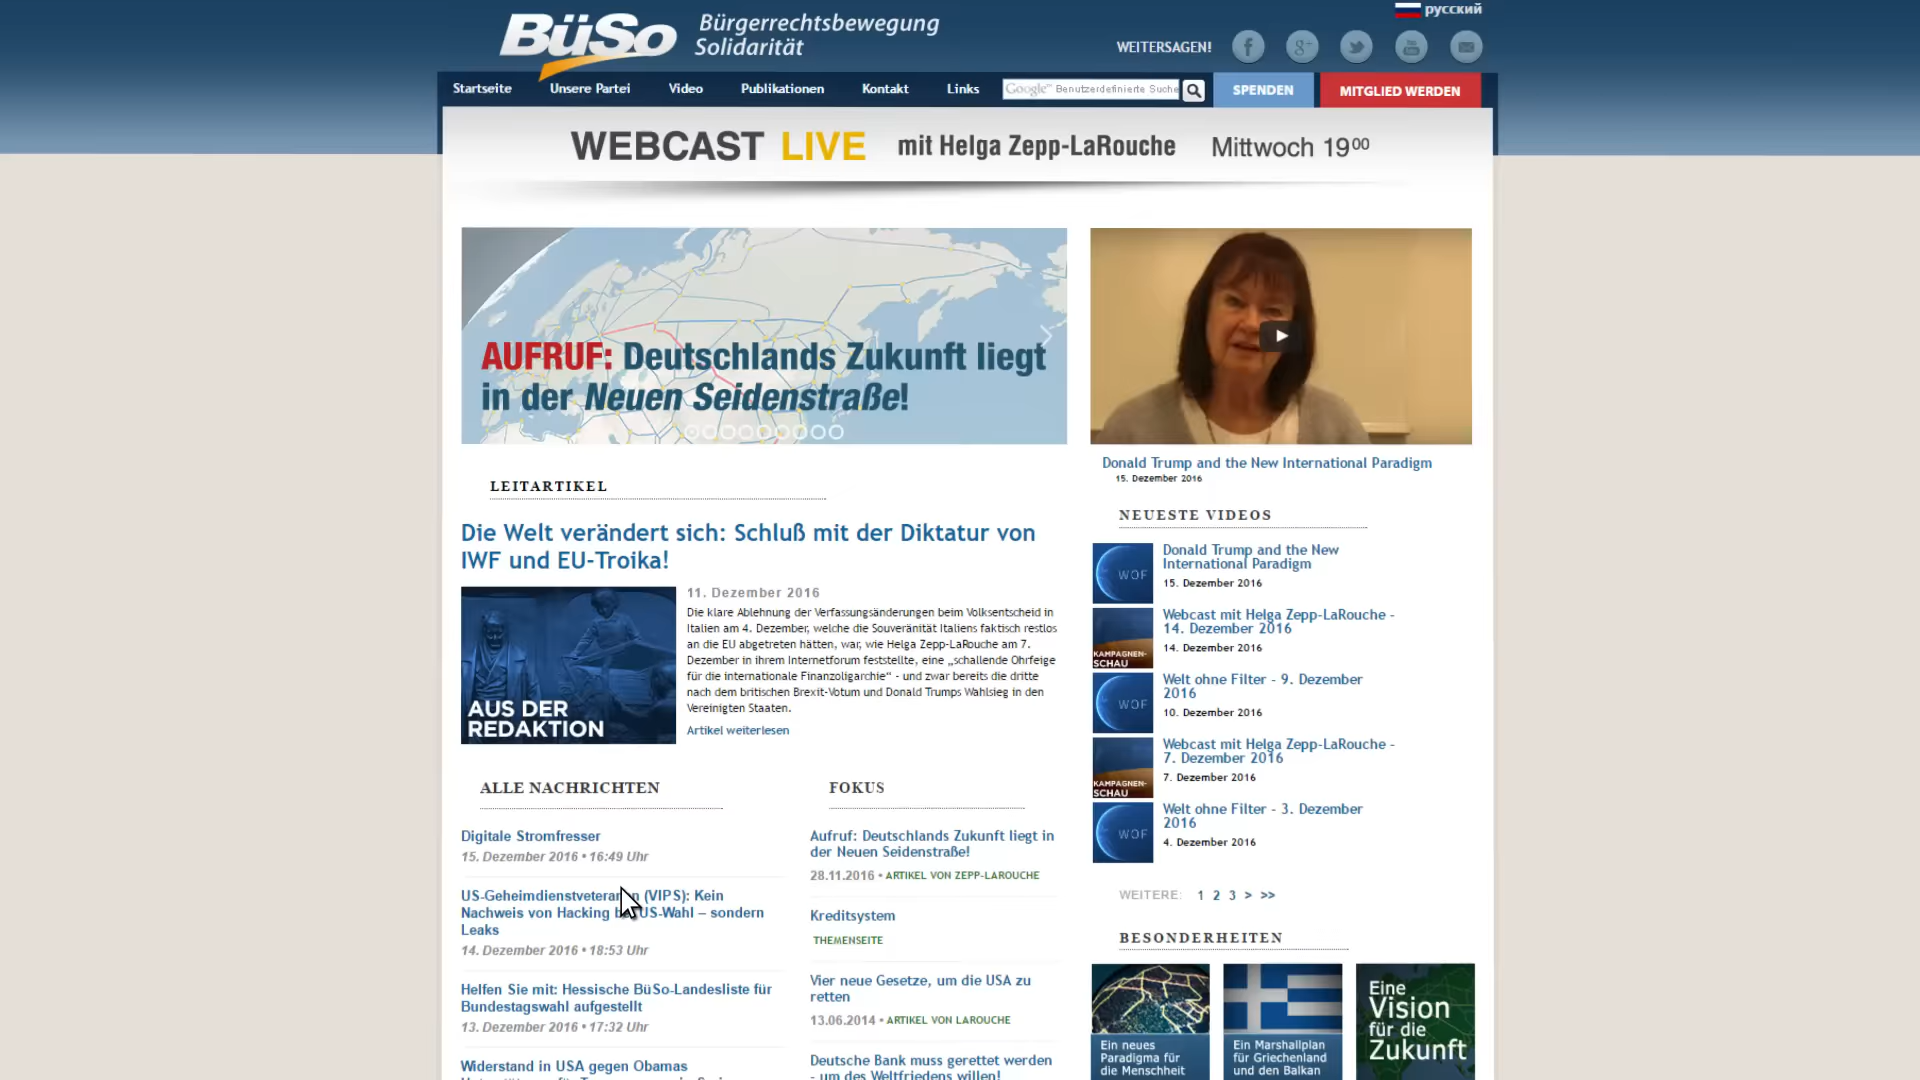 русский
BüSo Bürgerrechtsbewegung
Solidarität
WEITERSAGEN!
Startseite Unsere Partei Video Publikationen Kontakt Links Google™ Benutzerdefinierte Suche SPENDEN MITGLIED WERDEN
WEBCAST LIVE mit Helga Zepp-LaRouche Mittwoch 19⁰⁰
AUFRUF: Deutschlands Zukunft liegt
in der Neuen Seidenstraße!
LEITARTIKEL
Die Welt verändert sich: Schluß mit der Diktatur von
IWF und EU-Troika!
AUS DER
REDAKTION
11. Dezember 2016
Die klare Ablehnung der Verfassungsänderungen beim Volksentscheid in
Italien am 4. Dezember, welche die Souveränität Italiens faktisch restlos
an die EU abgetreten hätten, war, wie Helga Zepp-LaRouche am 7.
Dezember in ihrem Internetforum feststellte, eine „schallende Ohrfeige
für die internationale Finanzoligarchie“ - und zwar bereits die dritte
nach dem britischen Brexit-Votum und Donald Trumps Wahlsieg in den
Vereinigten Staaten.
Artikel weiterlesen
ALLE NACHRICHTEN
Digitale Stromfresser
15. Dezember 2016 • 16:49 Uhr
US-Geheimdienstveteranen (VIPS): Kein
Nachweis von Hacking bei US-Wahl – sondern
Leaks
14. Dezember 2016 • 18:53 Uhr
Helfen Sie mit: Hessische BüSo-Landesliste für
Bundestagswahl aufgestellt
13. Dezember 2016 • 17:32 Uhr
Widerstand in USA gegen Obamas
FOKUS
Aufruf: Deutschlands Zukunft liegt in
der Neuen Seidenstraße!
28.11.2016 • ARTIKEL VON ZEPP-LAROUCHE
Kreditsystem
THEMENSEITE
Vier neue Gesetze, um die USA zu
retten
13.06.2014 • ARTIKEL VON LAROUCHE
Deutsche Bank muss gerettet werden
- um des Weltfriedens willen!
Donald Trump and the New International Paradigm
15. Dezember 2016
NEUESTE VIDEOS
WOF
Donald Trump and the New
International Paradigm
15. Dezember 2016
KAMPAGNEN-
SCHAU
Webcast mit Helga Zepp-LaRouche -
14. Dezember 2016
14. Dezember 2016
WOF
Welt ohne Filter - 9. Dezember
2016
10. Dezember 2016
KAMPAGNEN-
SCHAU
Webcast mit Helga Zepp-LaRouche -
7. Dezember 2016
7. Dezember 2016
WOF
Welt ohne Filter - 3. Dezember
2016
4. Dezember 2016
WEITERE: 1 2 3 > >>
BESONDERHEITEN
Ein neues
Paradigma für
die Menschheit
Ein Marshallplan
für Griechenland
und den Balkan
Eine
Vision
für die
Zukunft